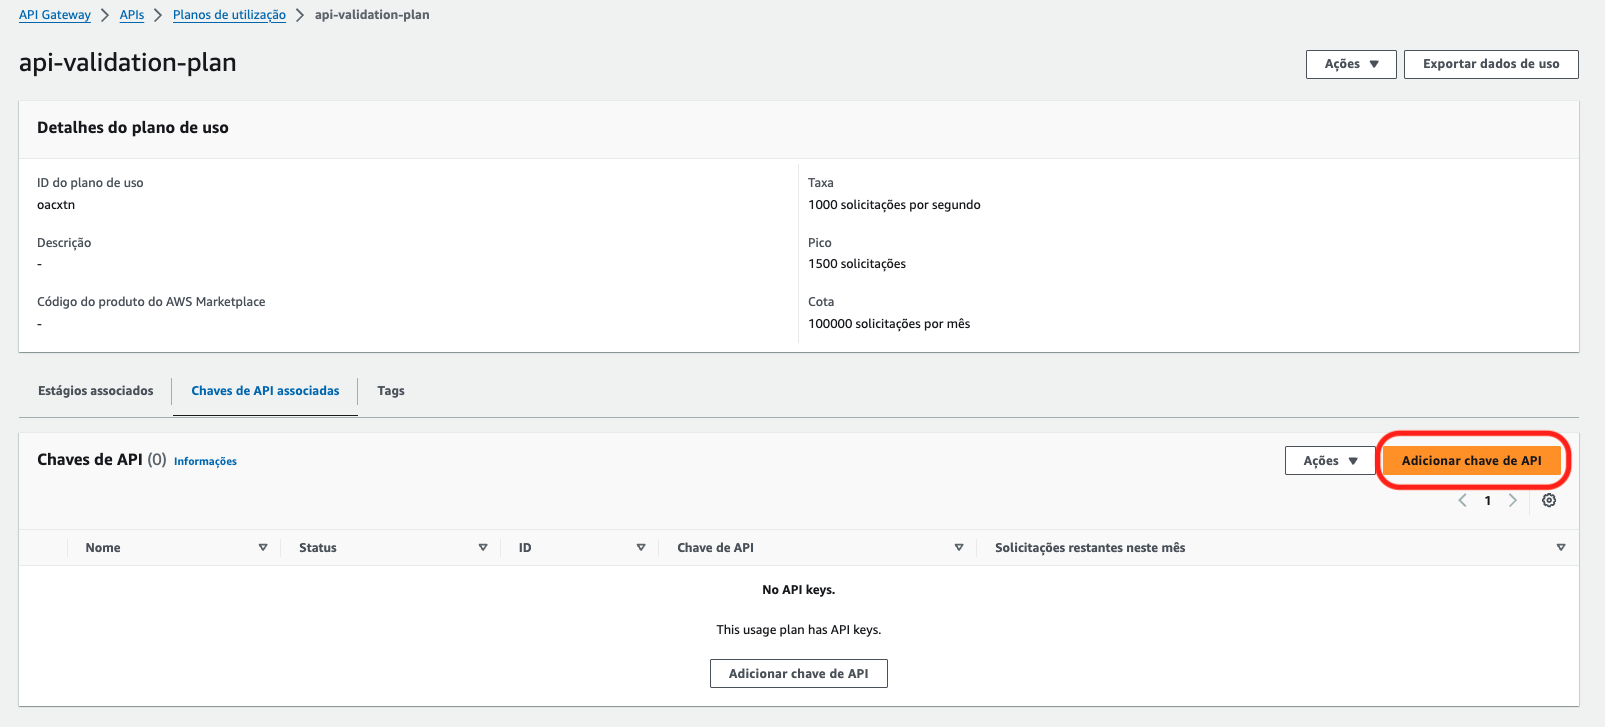 API Gateway > APIs > Planos de utilização > api-validation-plan
api-validation-plan
Ações ▼ Exportar dados de uso
Detalhes do plano de uso
ID do plano de uso
oacxtn
Descrição
-
Código do produto do AWS Marketplace
-
Taxa
1000 solicitações por segundo
Pico
1500 solicitações
Cota
100000 solicitações por mês
Estágios associados Chaves de API associadas Tags
Chaves de API (0) Informações
Ações ▼ Adicionar chave de API
< 1 >
Nome Status ID Chave de API Solicitações restantes neste mês
No API keys.
This usage plan has API keys.
Adicionar chave de API